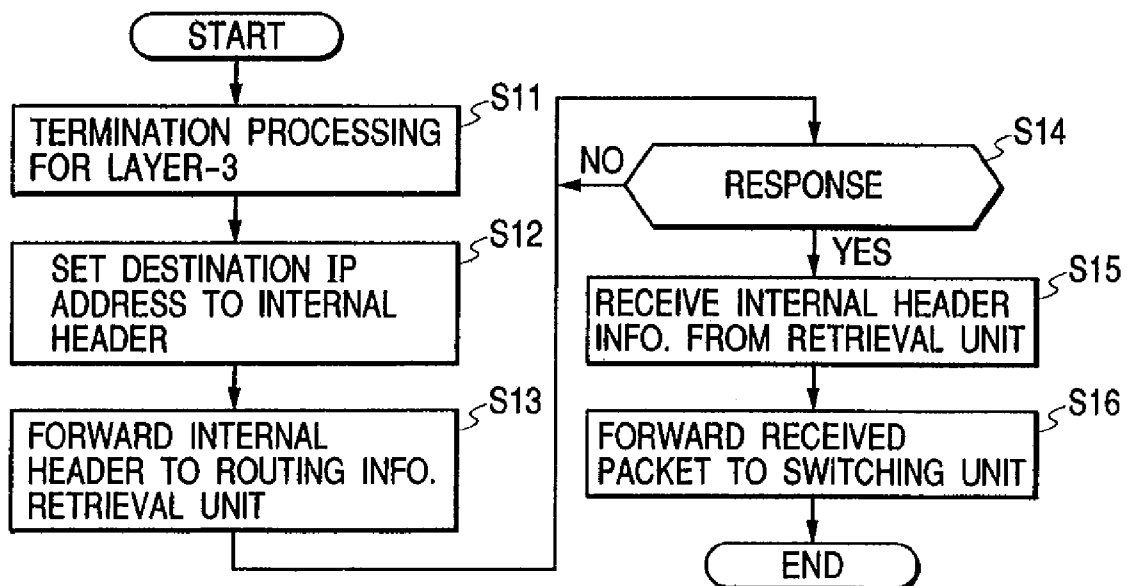 START
S11
TERMINATION PROCESSING
FOR LAYER-3
S12
SET DESTINATION IP
ADDRESS TO INTERNAL
HEADER
S13
FORWARD INTERNAL
HEADER TO ROUTING INFO.
RETRIEVAL UNIT
S14
NO
RESPONSE
YES
S15
RECEIVE INTERNAL HEADER
INFO. FROM RETRIEVAL UNIT
S16
FORWARD RECEIVED
PACKET TO SWITCHING UNIT
END